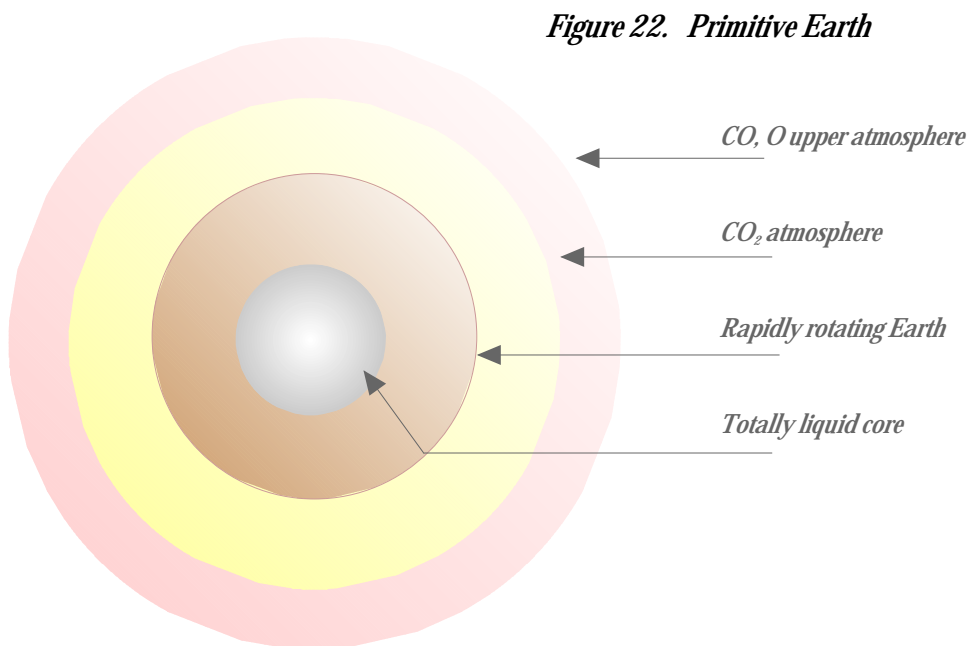 Figure 22. Primitive Earth
CO, O upper atmosphere
CO₂ atmosphere
Rapidly rotating Earth
Totally liquid core